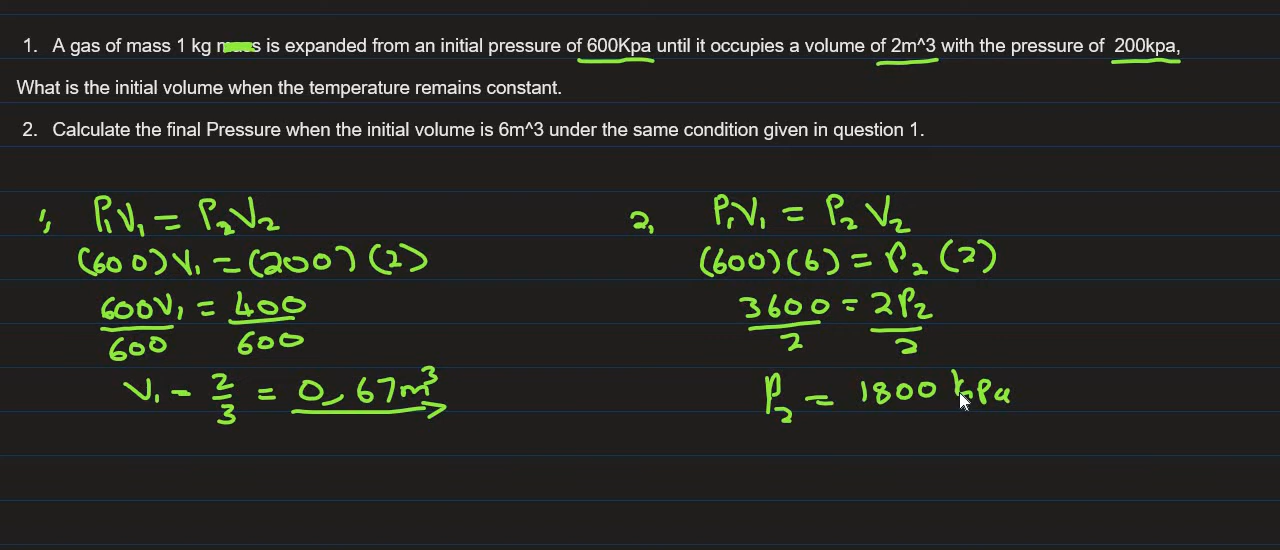 1. A gas of mass 1 kg is expanded from an initial pressure of 600Kpa until it occupies a volume of 2m^3 with the pressure of 200kpa,
What is the initial volume when the temperature remains constant.
2. Calculate the final Pressure when the initial volume is 6m^3 under the same condition given in question 1.
1, P₁V₁ = P₂V₂
(600)V₁ = (200)(2)
600V₁ = 400
600 600
V₁ = 2/3 = 0,67m³
2, P₁V₁ = P₂V₂
(600)(6) = P₂(2)
3600 = 2P₂
2 2
P₂ = 1800 kPa